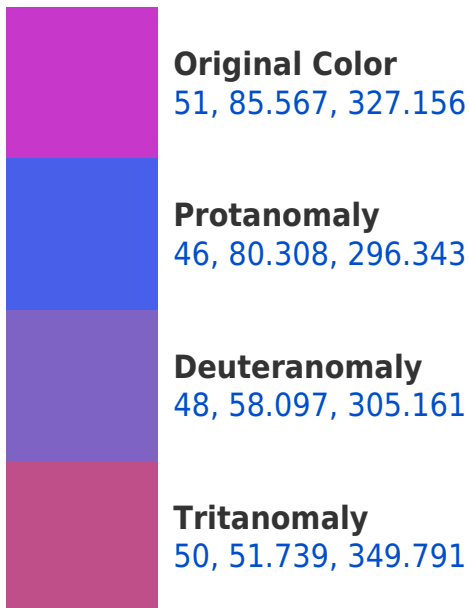 Original Color
51, 85.567, 327.156
Protanomaly
46, 80.308, 296.343
Deuteranomaly
48, 58.097, 305.161
Tritanomaly
50, 51.739, 349.791